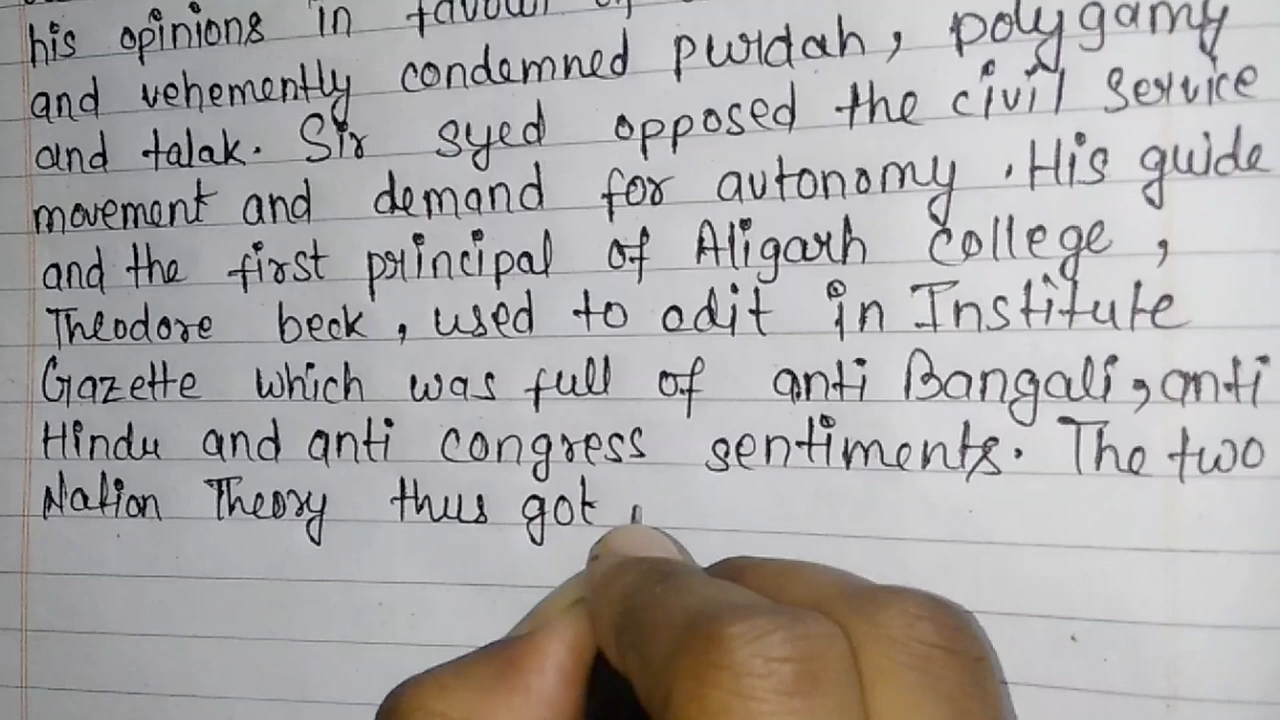 his opinions in favour of
and vehemently condemned purdah, polygamy
and talak. Sir syed opposed the civil service
movement and demand for autonomy. His guide
and the first principal of Aligarh College,
Theodore beck, used to edit in Institute
Gazette which was full of anti Bangali, anti
Hindu and anti congress sentiments. The two
Nation Theory thus got